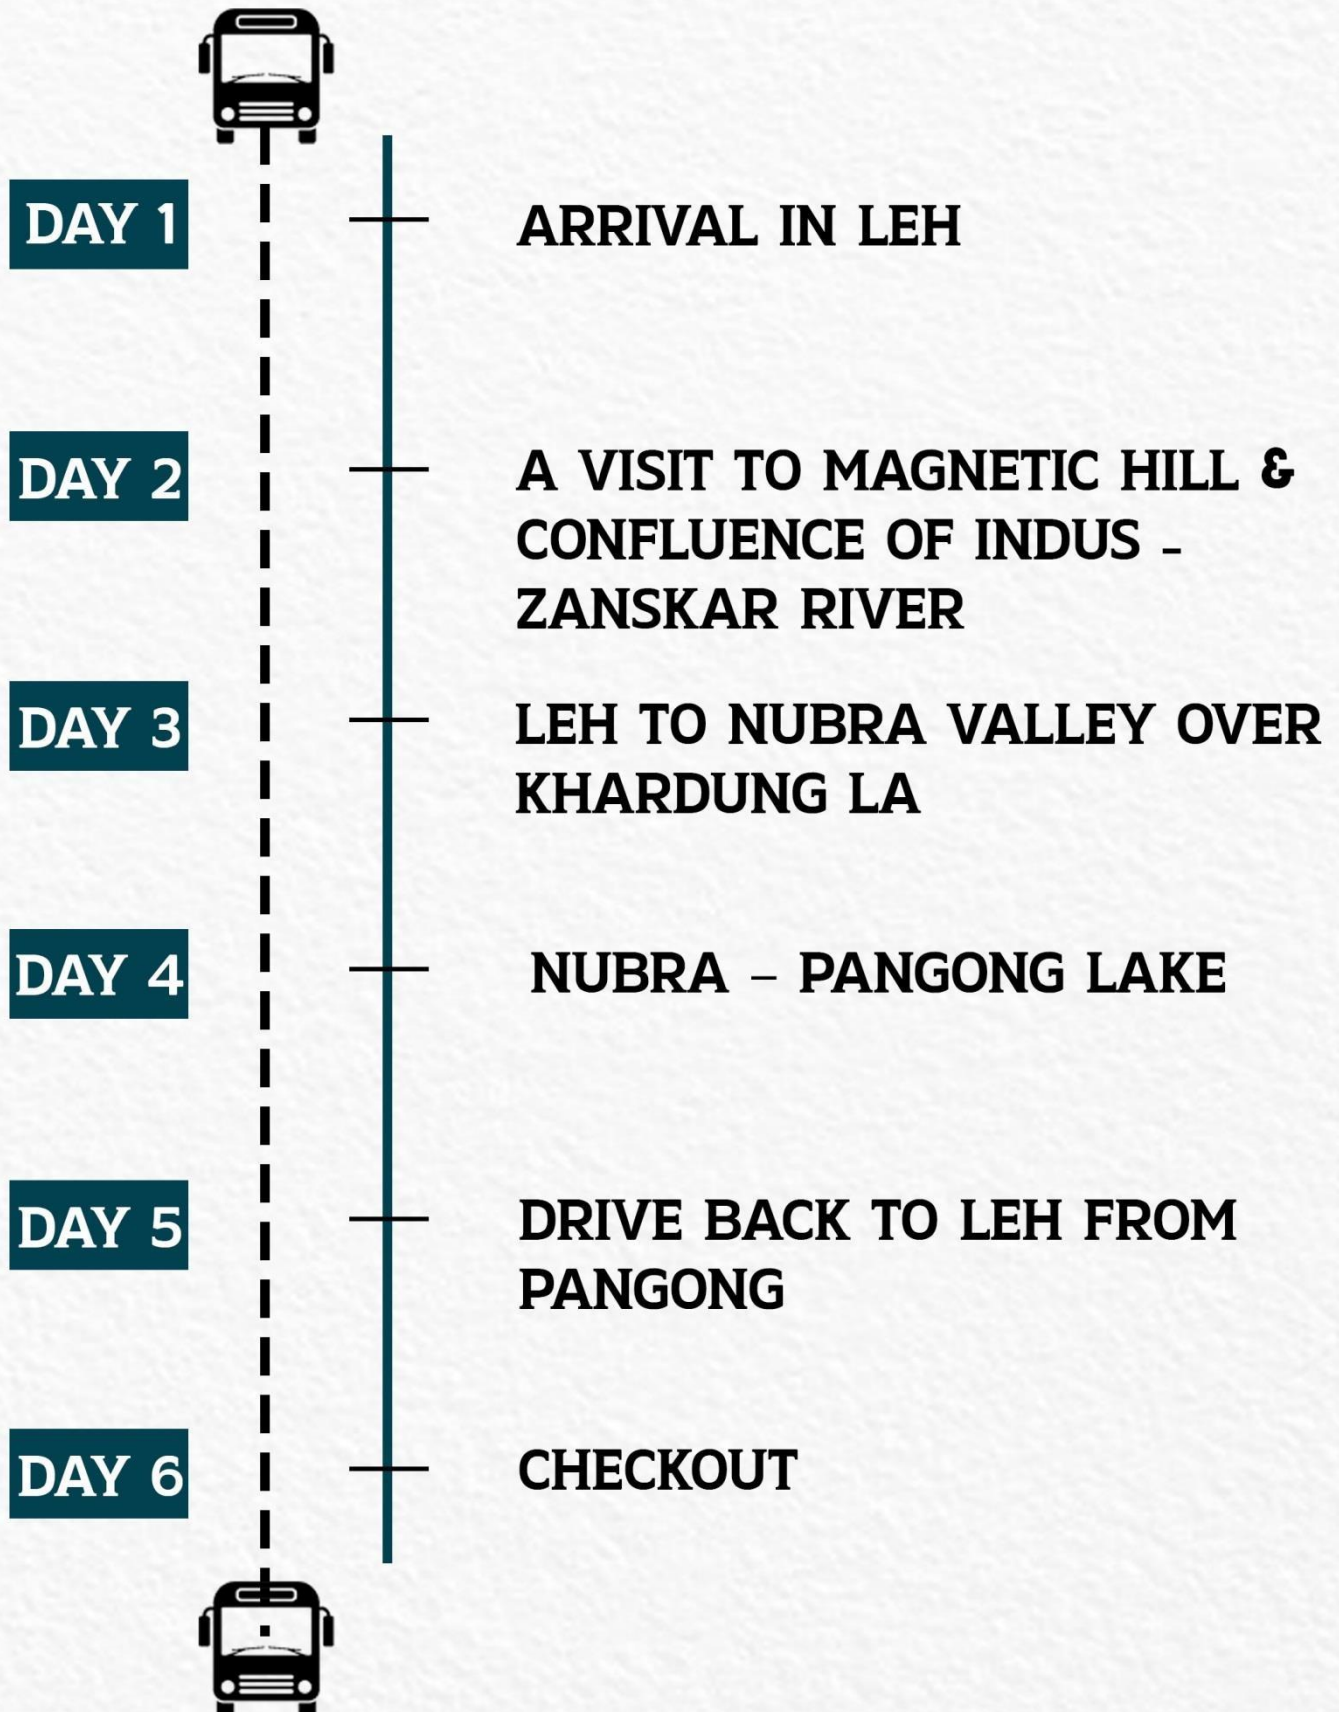 DAY 1
ARRIVAL IN LEH
DAY 2
A VISIT TO MAGNETIC HILL &
CONFLUENCE OF INDUS -
ZANSKAR RIVER
DAY 3
LEH TO NUBRA VALLEY OVER
KHARDUNG LA
DAY 4
NUBRA – PANGONG LAKE
DAY 5
DRIVE BACK TO LEH FROM
PANGONG
DAY 6
CHECKOUT